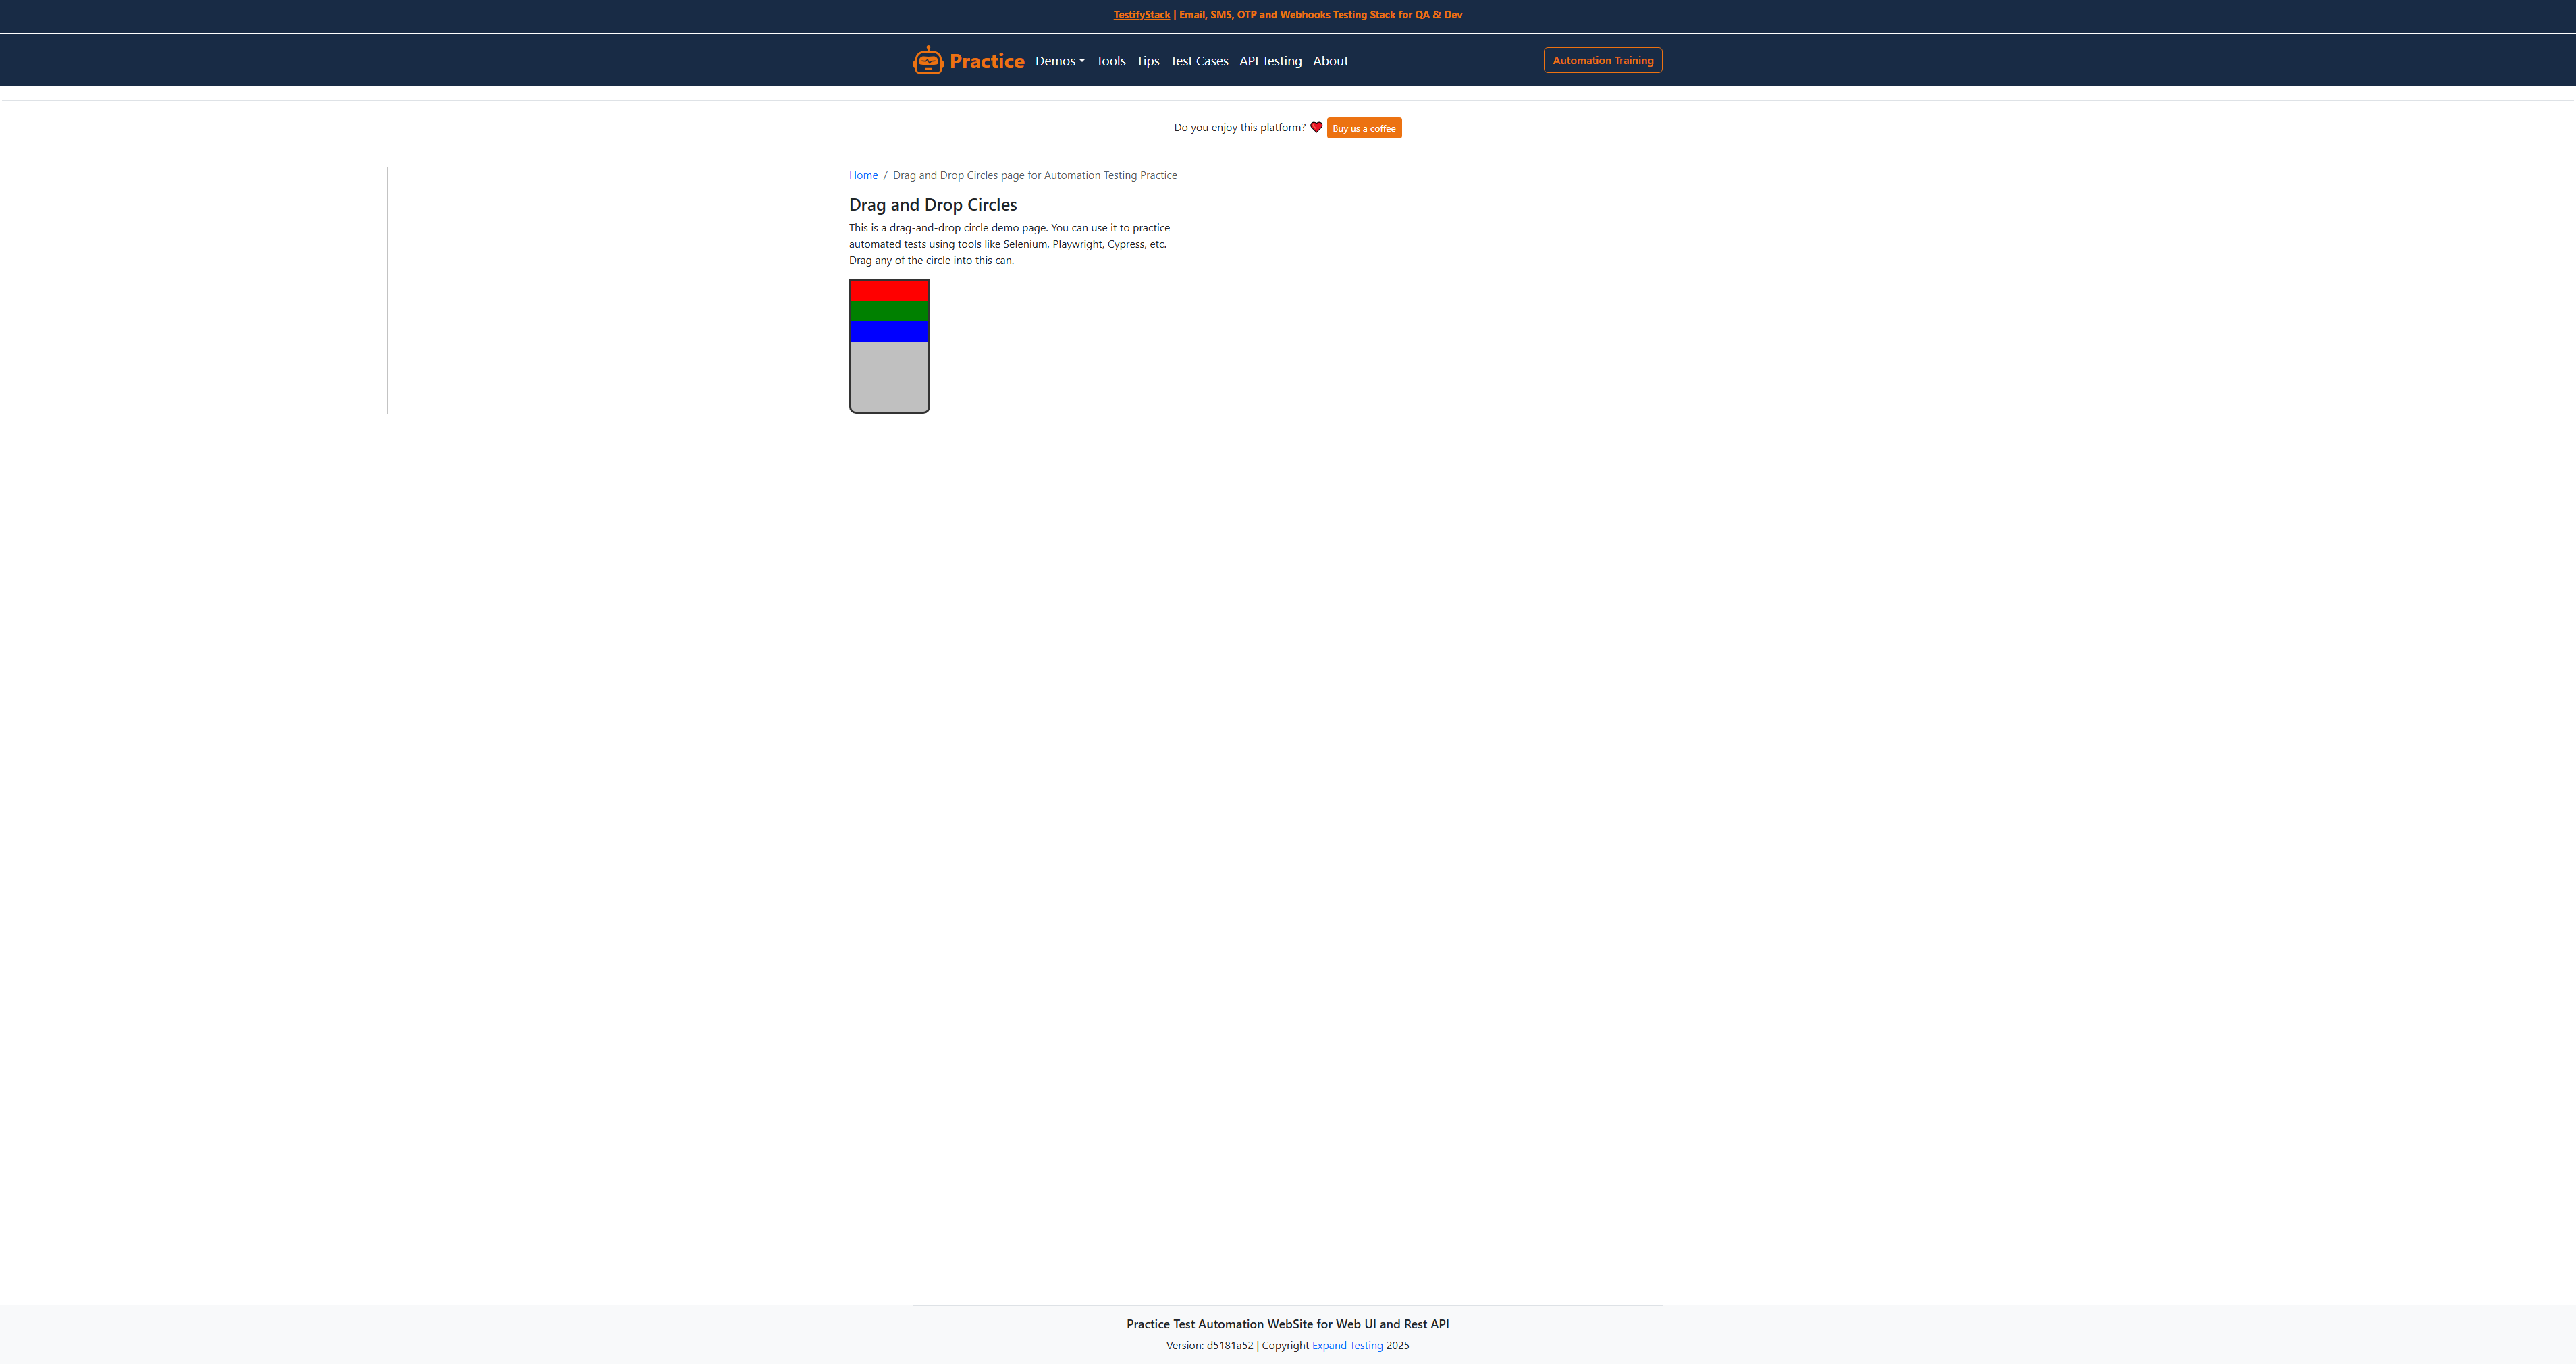 TestifyStack | Email, SMS, OTP and Webhooks Testing Stack for QA & Dev
Practice Demos Tools Tips Test Cases API Testing About Automation Training
Do you enjoy this platform? Buy us a coffee
Home / Drag and Drop Circles page for Automation Testing Practice
Drag and Drop Circles
This is a drag-and-drop circle demo page. You can use it to practice
automated tests using tools like Selenium, Playwright, Cypress, etc.
Drag any of the circle into this can.
Practice Test Automation WebSite for Web UI and Rest API
Version: d5181a52 | Copyright Expand Testing 2025